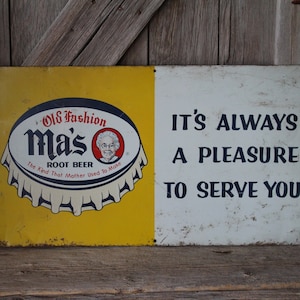 Old Fashion
Ma's
ROOT BEER
The Kind That Mother Used To Make
IT'S ALWAYS
A PLEASURE
TO SERVE YOU